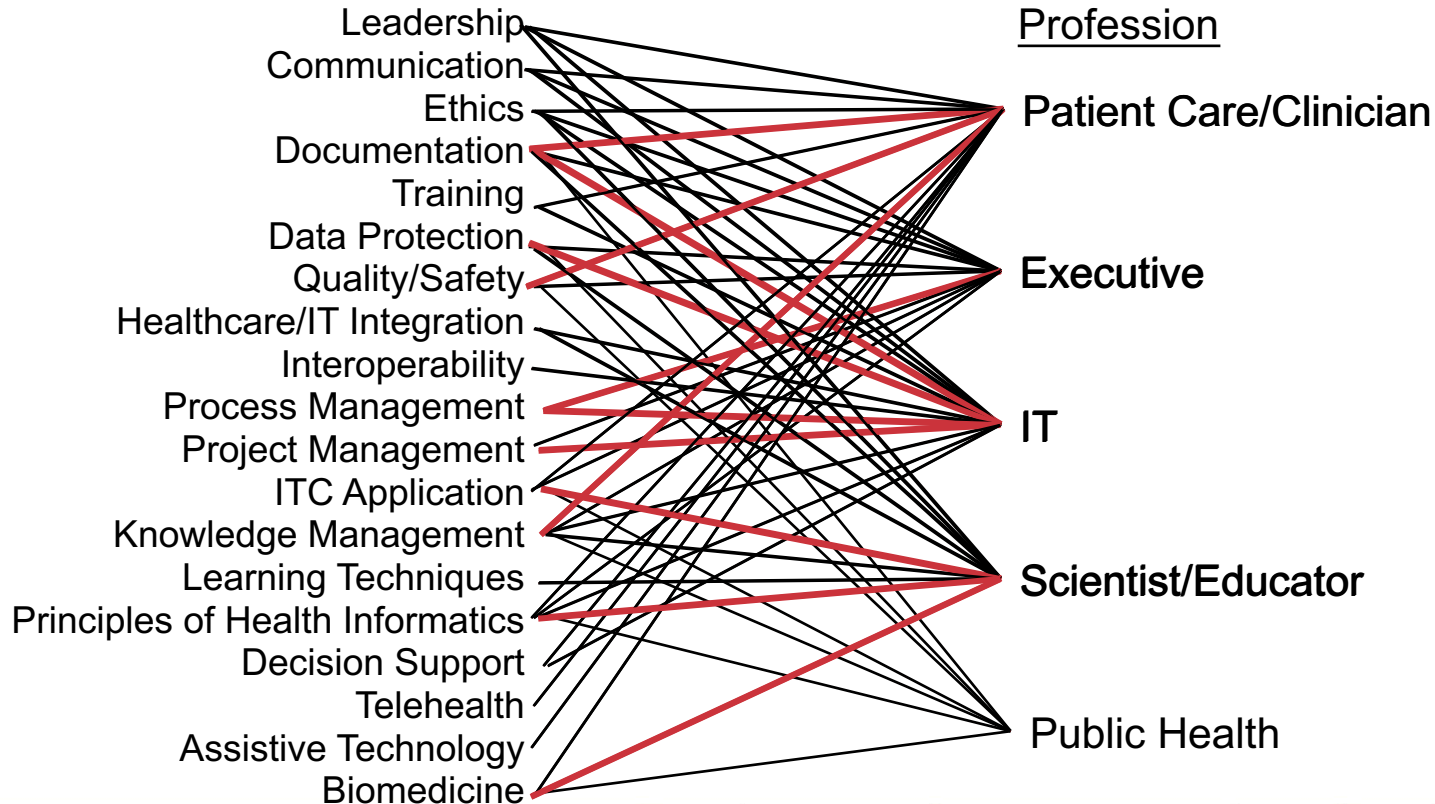 Leadership
Communication
Ethics
Documentation
Training
Data Protection
Quality/Safety
Healthcare/IT Integration
Interoperability
Process Management
Project Management
ITC Application
Knowledge Management
Learning Techniques
Principles of Health Informatics
Decision Support
Telehealth
Assistive Technology
Biomedicine
Profession
Patient Care/Clinician
Executive
IT
Scientist/Educator
Public Health